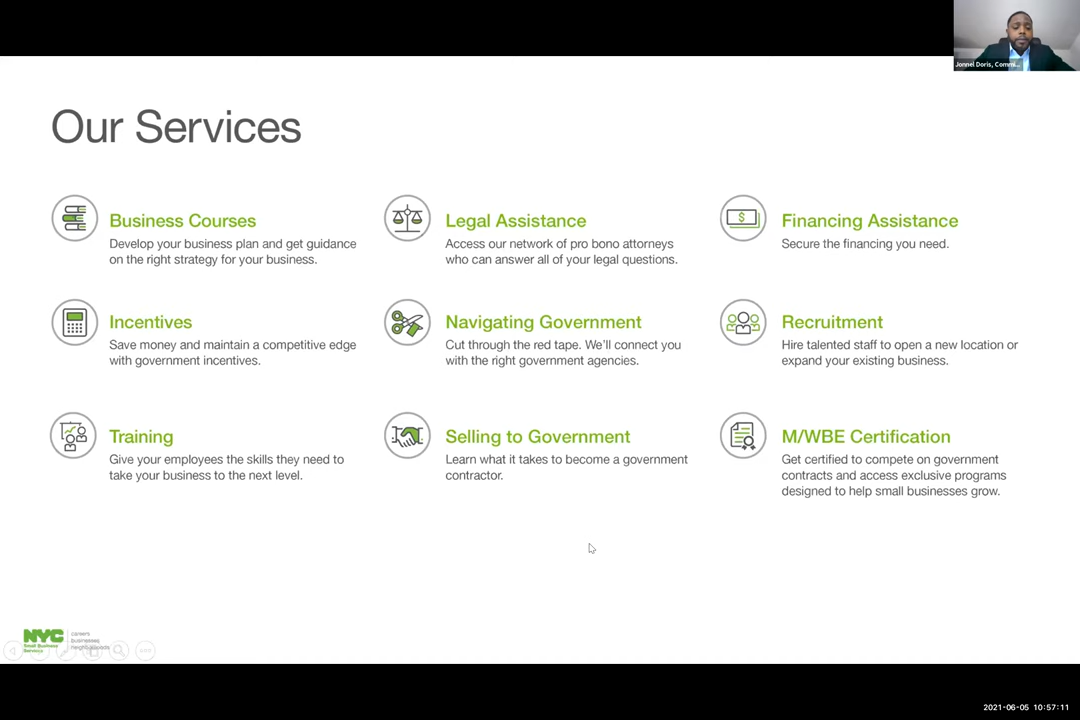 Jonnel Doris, Commi...
Our Services
Business Courses
Develop your business plan and get guidance
on the right strategy for your business.
Legal Assistance
Access our network of pro bono attorneys
who can answer all of your legal questions.
Financing Assistance
Secure the financing you need.
Incentives
Save money and maintain a competitive edge
with government incentives.
Navigating Government
Cut through the red tape. We'll connect you
with the right government agencies.
Recruitment
Hire talented staff to open a new location or
expand your existing business.
Training
Give your employees the skills they need to
take your business to the next level.
Selling to Government
Learn what it takes to become a government
contractor.
M/WBE Certification
Get certified to compete on government
contracts and access exclusive programs
designed to help small businesses grow.
NYC
Small Business
Services
careers
businesses
neighborhoods
2021-06-05 10:57:11